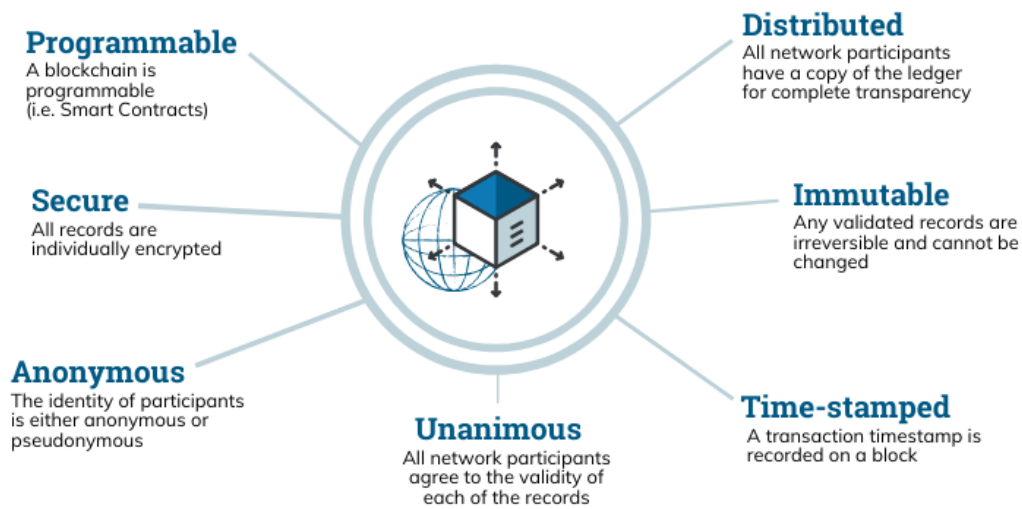 Programmable
A blockchain is
programmable
(i.e. Smart Contracts)
Distributed
All network participants
have a copy of the ledger
for complete transparency
Secure
All records are
individually encrypted
Immutable
Any validated records are
irreversible and cannot be
changed
Anonymous
The identity of participants
is either anonymous or
pseudonymous
Unanimous
All network participants
agree to the validity of
each of the records
Time-stamped
A transaction timestamp is
recorded on a block